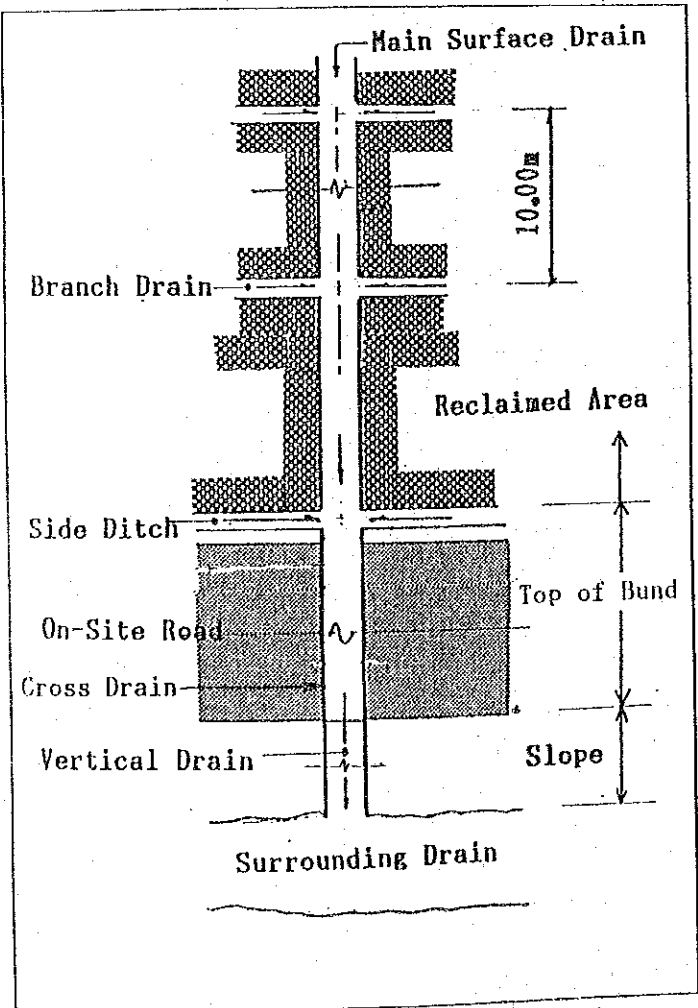 Main Surface Drain
10.00m
Branch Drain
Reclaimed Area
Side Ditch
Top of Bund
On-Site Road
Cross Drain
Vertical Drain
Slope
Surrounding Drain